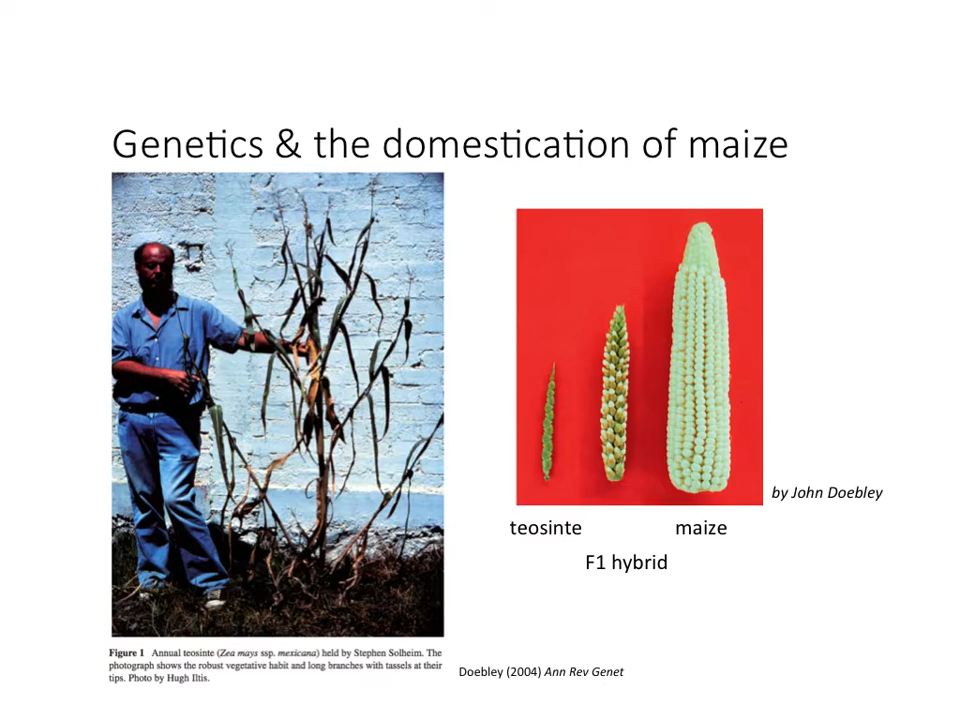 Genetics & the domestication of maize
by John Doebley
teosinte
maize
F1 hybrid
Figure 1 Annual teosinte (Zea mays ssp. mexicana) held by Stephen Solheim. The
photograph shows the robust vegetative habit and long branches with tassels at their
tips. Photo by Hugh Iltis.
Doebley (2004) Ann Rev Genet